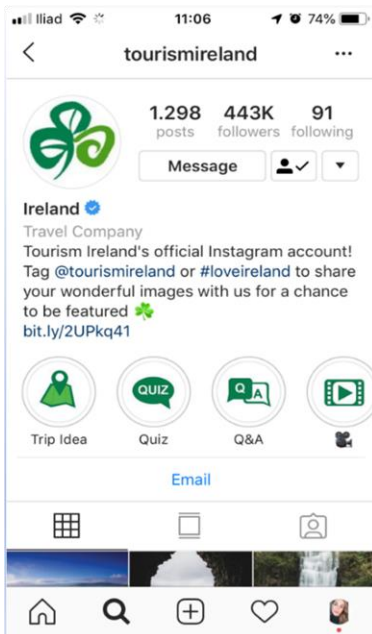 Iliad 11:06 74%
tourismireland
1.298 443K 91
posts followers following
Message
Ireland
Travel Company
Tourism Ireland's official Instagram account!
Tag @tourismireland or #loveireland to share
your wonderful images with us for a chance
to be featured ☘️
bit.ly/2UPkq41
QUIZ Q A
Trip Idea Quiz Q&A 🎥
Email